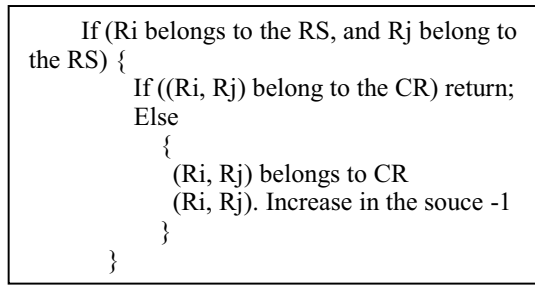 If (Ri belongs to the RS, and Rj belong to
the RS) {
If ((Ri, Rj) belong to the CR) return;
Else
{
(Ri, Rj) belongs to CR
(Ri, Rj). Increase in the souce -1
}
}